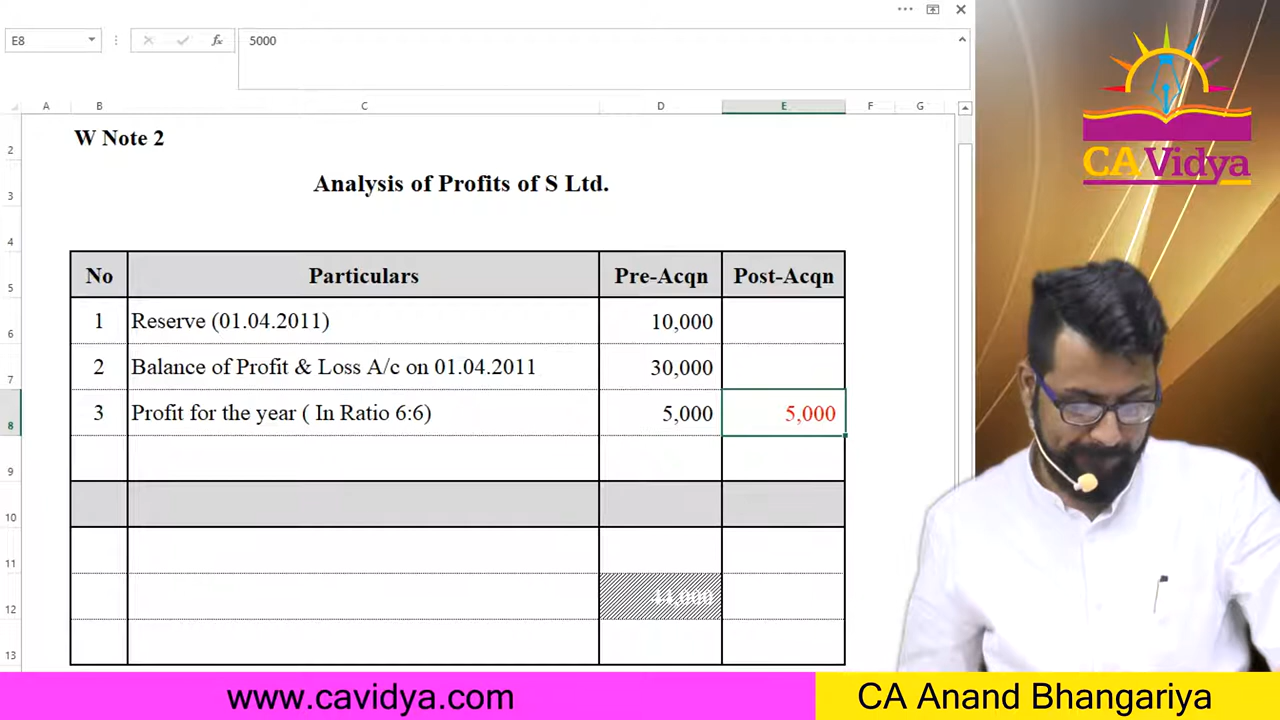 E8
fx
5000
A B C D E F G
2 W Note 2
3 Analysis of Profits of S Ltd.
4
5 No Particulars Pre-Acqn Post-Acqn
6 1 Reserve (01.04.2011) 10,000
7 2 Balance of Profit & Loss A/c on 01.04.2011 30,000
8 3 Profit for the year ( In Ratio 6:6) 5,000 5,000
9
10
11
12 44,000
13
CA Vidya
www.cavidya.com
CA Anand Bhangariya